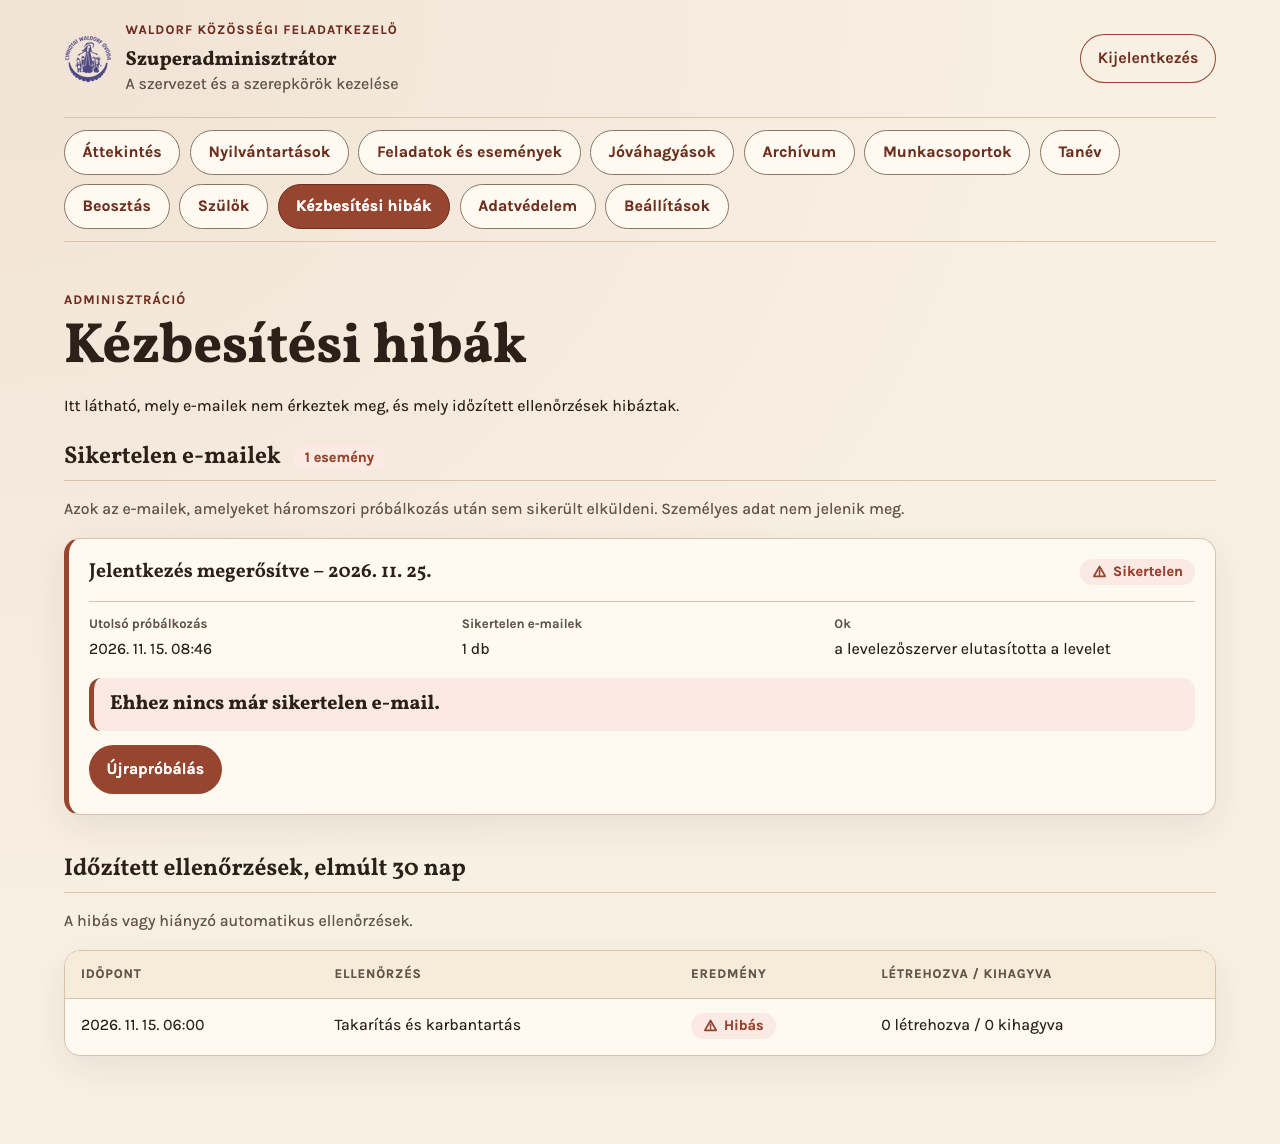 WALDORF KÖZÖSSÉGI FELADATKEZELŐ
Szuperadminisztrátor
A szervezet és a szerepkörök kezelése
Kijelentkezés
Áttekintés
Nyilvántartások
Feladatok és események
Jóváhagyások
Archívum
Munkacsoportok
Tanév
Beosztás
Szülők
Kézbesítési hibák
Adatvédelem
Beállítások
ADMINISZTRÁCIÓ
Kézbesítési hibák
Itt látható, mely e-mailek nem érkeztek meg, és mely időzített ellenőrzések hibáztak.
Sikertelen e-mailek
1 esemény
Azok az e-mailek, amelyeket háromszori próbálkozás után sem sikerült elküldeni. Személyes adat nem jelenik meg.
Jelentkezés megerősítve – 2026. 11. 25.
Sikertelen
Utolsó próbálkozás
2026. 11. 15. 08:46
Sikertelen e-mailek
1 db
Ok
a levelezőszerver elutasította a levelet
Ehhez nincs már sikertelen e-mail.
Újrapróbálás
Időzített ellenőrzések, elmúlt 30 nap
A hibás vagy hiányzó automatikus ellenőrzések.
IDŐPONT
ELLENŐRZÉS
EREDMÉNY
LÉTREHOZVA / KIHAGYVA
2026. 11. 15. 06:00
Takarítás és karbantartás
Hibás
0 létrehozva / 0 kihagyva